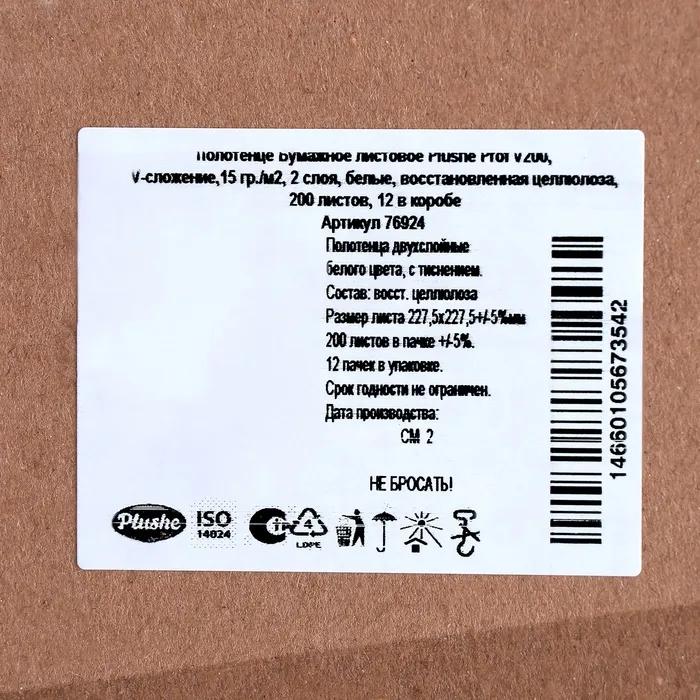 Полотенце Бумажное листовое Plushe Prof V200,
V-сложение,15 гр./м2, 2 слоя, белые, восстановленная целлюлоза,
200 листов, 12 в коробе
Артикул 76924
Полотенца двухслойные
белого цвета, с тиснением.
Состав: восст. целлюлоза
Размер листа 227,5х227,5+/-5%мм
200 листов в пачке +/-5%.
12 пачек в упаковке.
Срок годности не ограничен.
Дата производства:
СМ 2
НЕ БРОСАТЬ!
14660105673542
Plushe
ISO
14024
4
LDPE